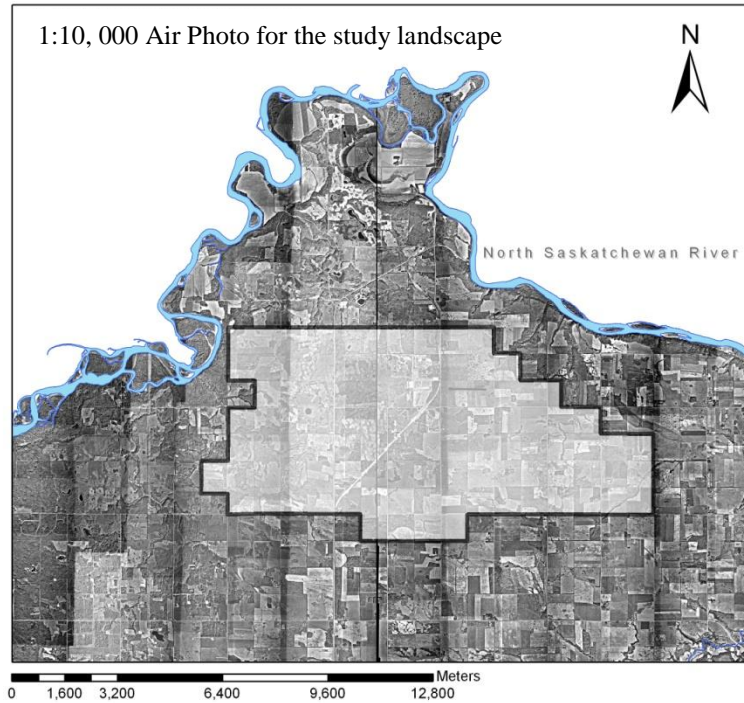 1:10, 000 Air Photo for the study landscape
N
North Saskatchewan River
Meters
0 1,600 3,200 6,400 9,600 12,800